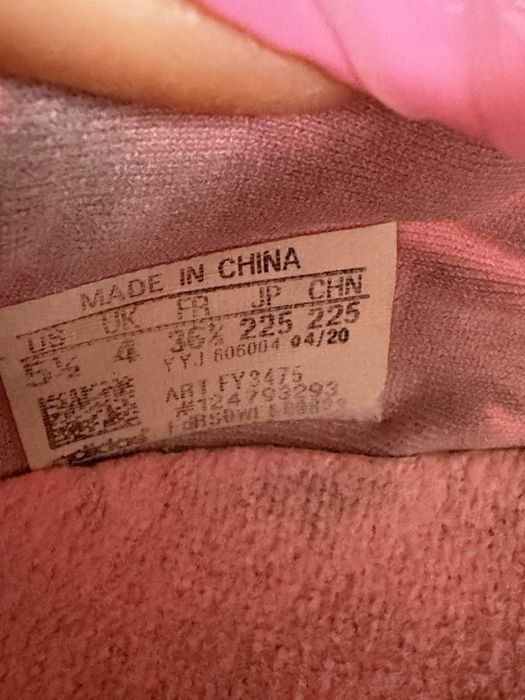 MADE IN CHINA
US UK FR JP CHN
5½ 4 36⅔ 225 225
YYJ 606004 04/20
ART FY3475
#124793293
adidas